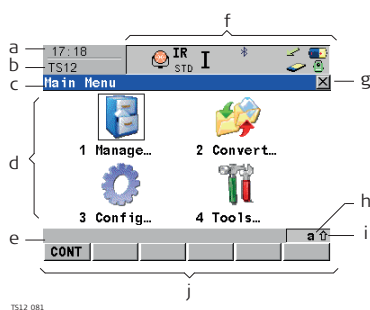 f
a 17:18 IR
b TS12 STD I
c Main Menu g
d
1 Manage… 2 Convert…
3 Config… 4 Tools…
h
e a i
CONT
j
TS12 081